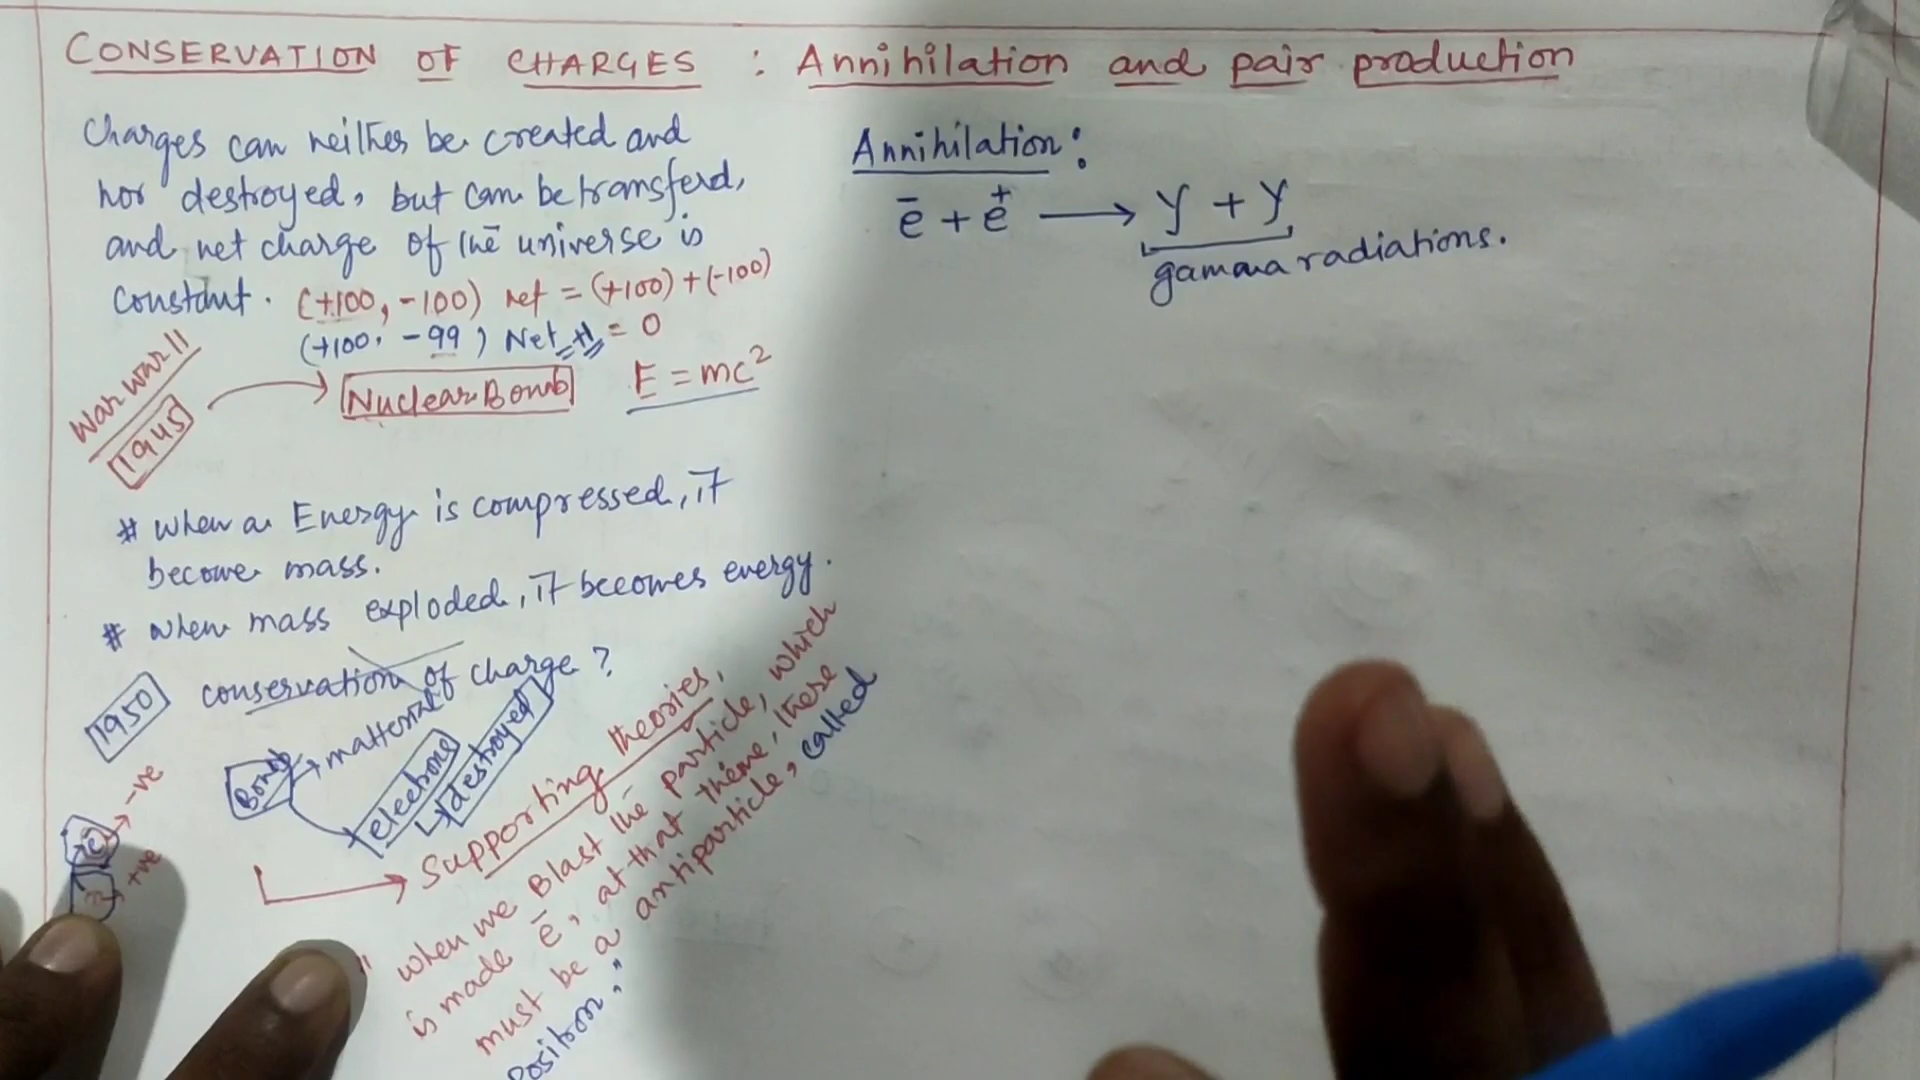 CONSERVATION OF CHARGES : Annihilation and pair production
Charges can neither be created and
nor destroyed, but can be transferd,
and net charge of the universe is
constant. (+100, -100) net = (+100) + (-100)
(+100, -99) Net +1 = 0
War war II
1945
Nuclear Bomb
E = mc²
# when a Energy is compressed, it
become mass.
# when mass exploded, it becomes energy.
1950
conservation of charge?
Bomb
electrons
destroyed
-ve
+ve
Supporting theories,
"when we Blast the particle, which
is made ē, at that theme, there
must be a antiparticle, called
Positron."
Annihilation:
e⁻ + e⁺ → γ + γ
gamma radiations.